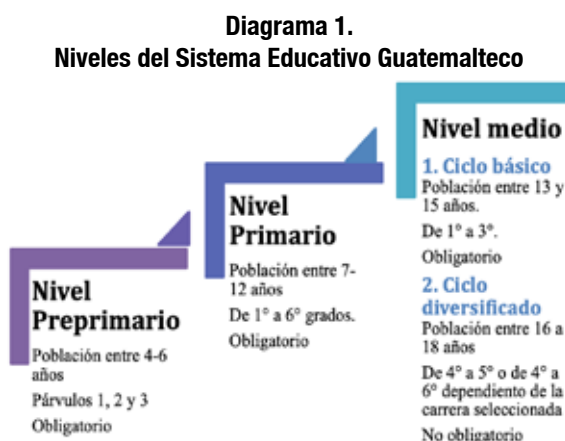 Diagrama 1.
Niveles del Sistema Educativo Guatemalteco
Nivel
Preprimario
Población entre 4-6
años
Párvulos 1, 2 y 3
Obligatorio
Nivel
Primario
Población entre 7-
12 años
De 1° a 6° grados.
Obligatorio
Nivel medio
1. Ciclo básico
Población entre 13 y
15 años.
De 1° a 3°.
Obligatorio
2. Ciclo
diversificado
Población entre 16 a
18 años
De 4° a 5° o de 4° a
6° dependiento de la
carrera seleccionada
No obligatorio